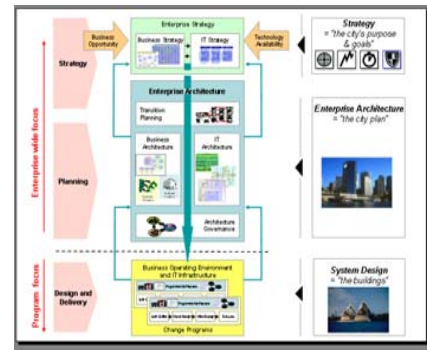 Enterprise Strategy
Business
Opportunity
Business Strategy
IT Strategy
Technology
Availability
Strategy
Strategy
= "the city's purpose
& goals"
Enterprise wide focus
Enterprise Architecture
Transition
Planning
Business
Architecture
IT
Architecture
Enterprise Architecture
= "the city plan"
Planning
Architecture
Governance
Program focus
Design and
Delivery
Business Operating Environment
and IT Infrastructure
Change Programs
System Design
= "the buildings"